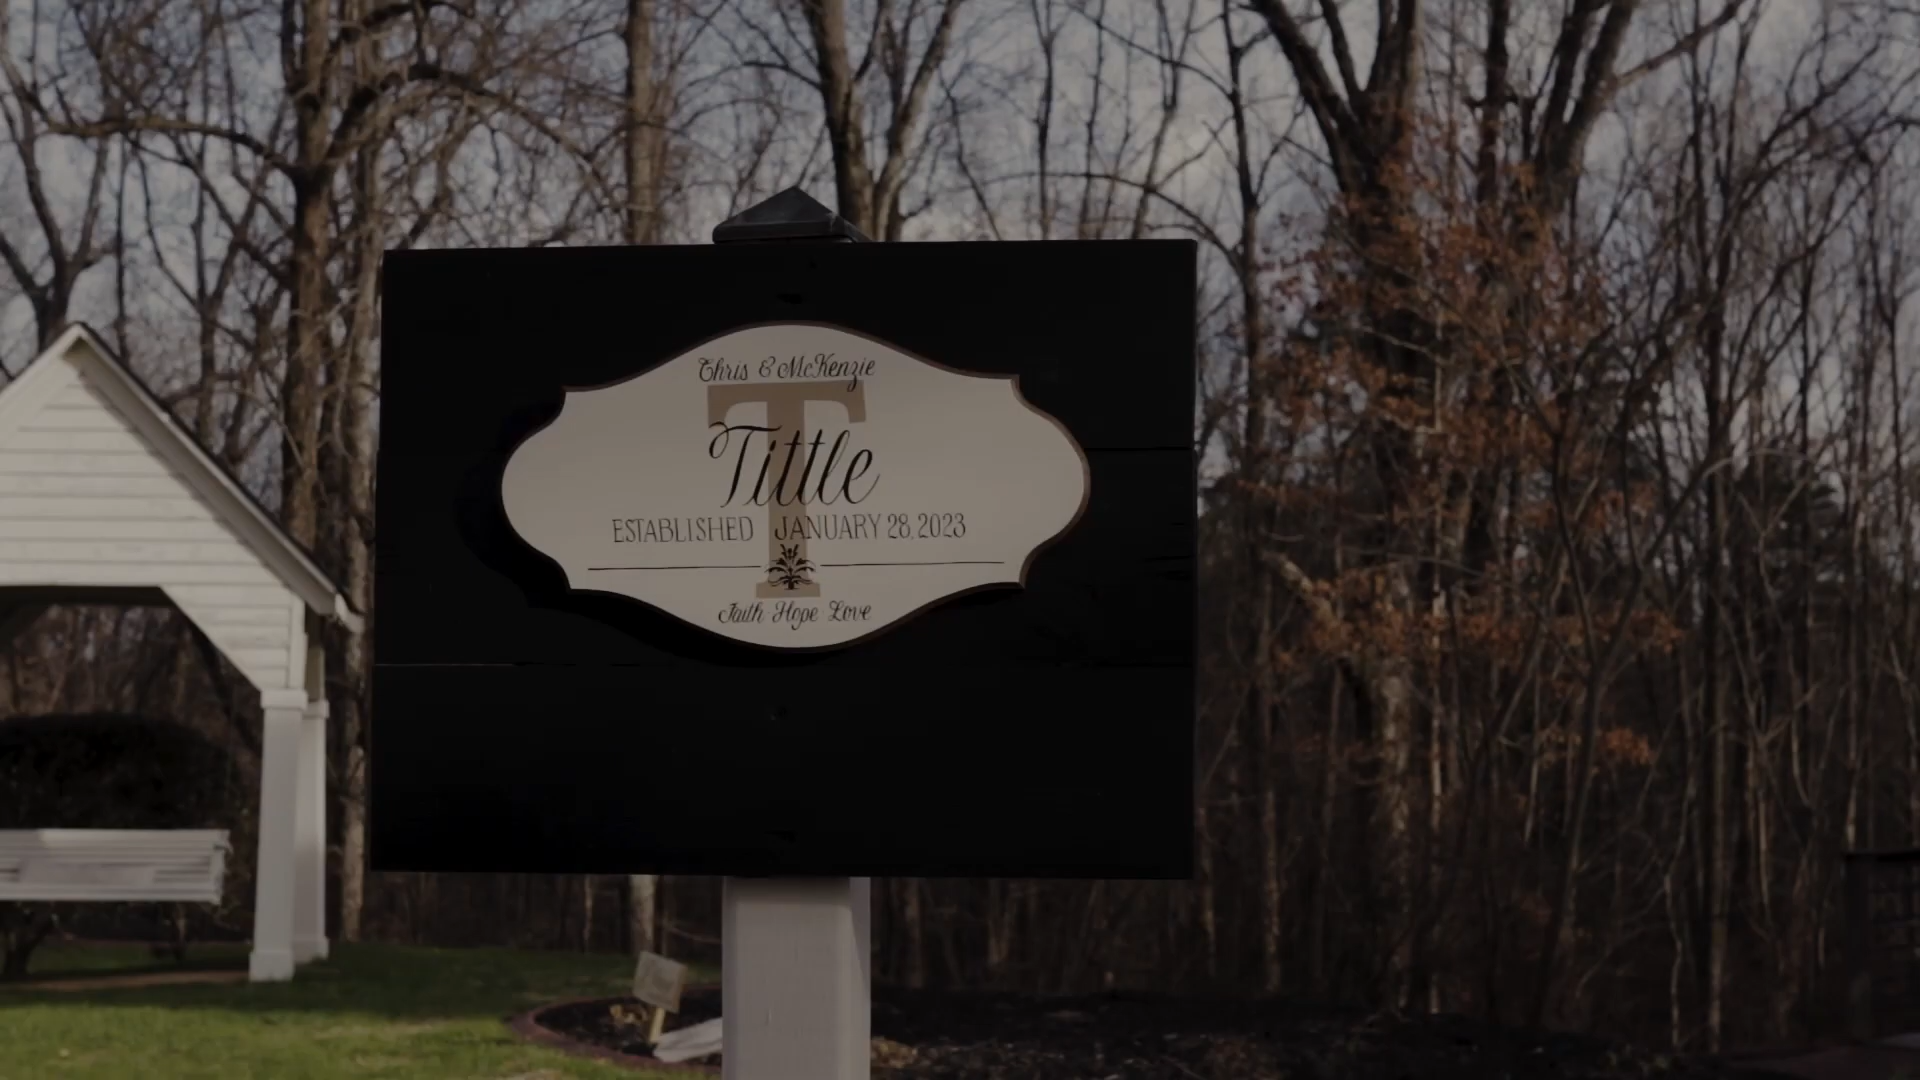 Chris & McKenzie
T
Tittle
ESTABLISHED JANUARY 28, 2023
Faith Hope Love